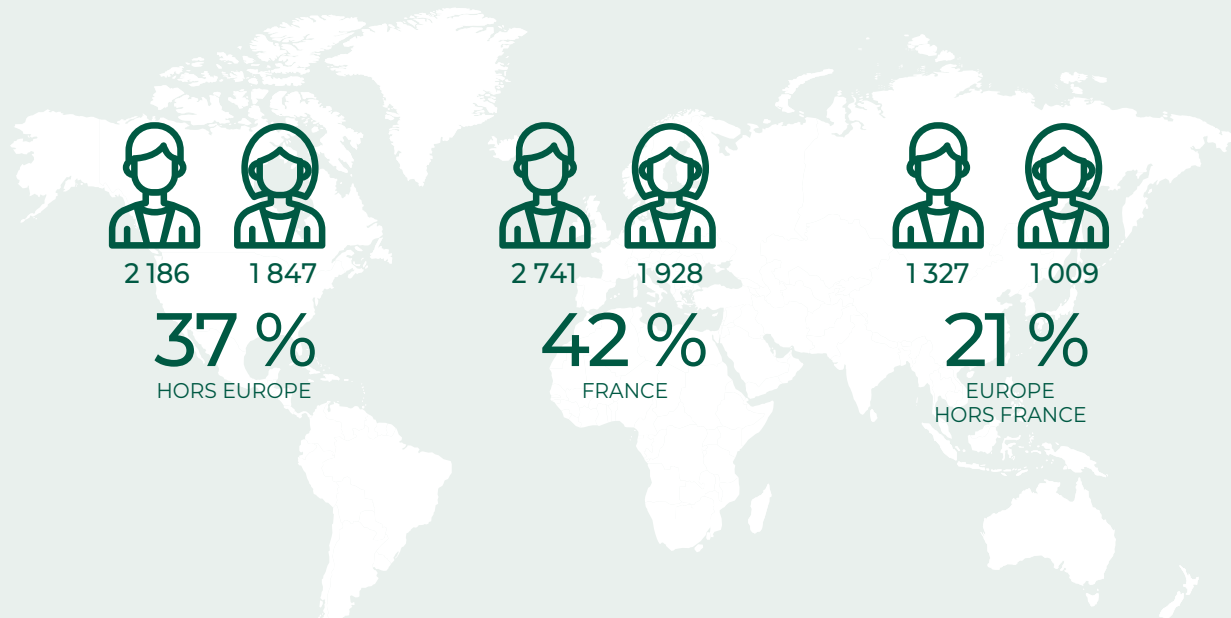 2 186 1 847
37 %
HORS EUROPE
2 741 1 928
42 %
FRANCE
1 327 1 009
21 %
EUROPE
HORS FRANCE